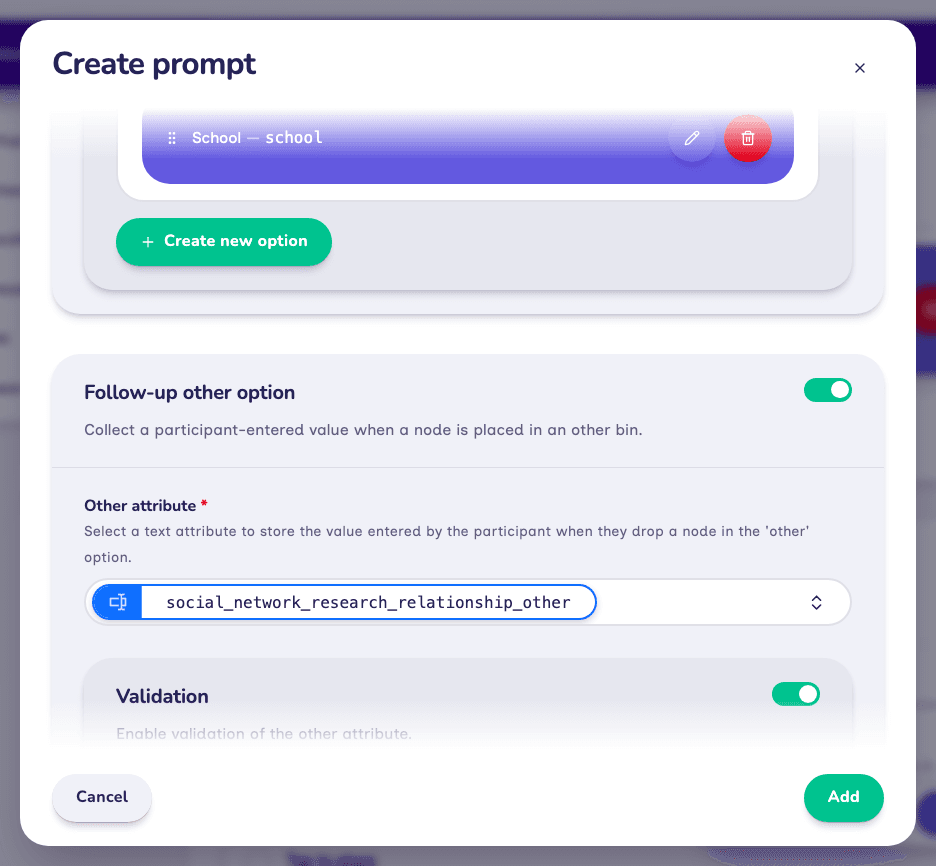 Create prompt
School — school
Create new option
Follow-up other option
Collect a participant-entered value when a node is placed in an other bin.
Other attribute *
Select a text attribute to store the value entered by the participant when they drop a node in the 'other'
option.
social_network_research_relationship_other
Validation
Enable validation of the other attribute.
Cancel
Add